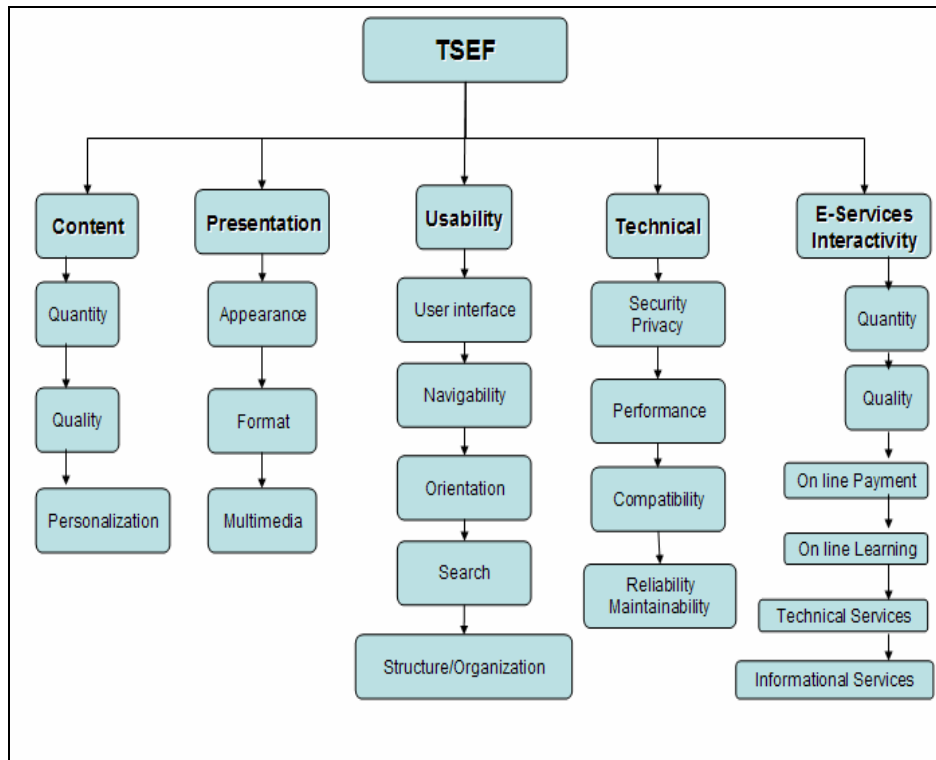 TSEF
Content
Presentation
Usability
Technical
E-Services
Interactivity
Quantity
Quality
Personalization
Appearance
Format
Multimedia
User interface
Navigability
Orientation
Search
Structure/Organization
Security
Privacy
Performance
Compatibility
Reliability
Maintainability
Quantity
Quality
On line Payment
On line Learning
Technical Services
Informational Services